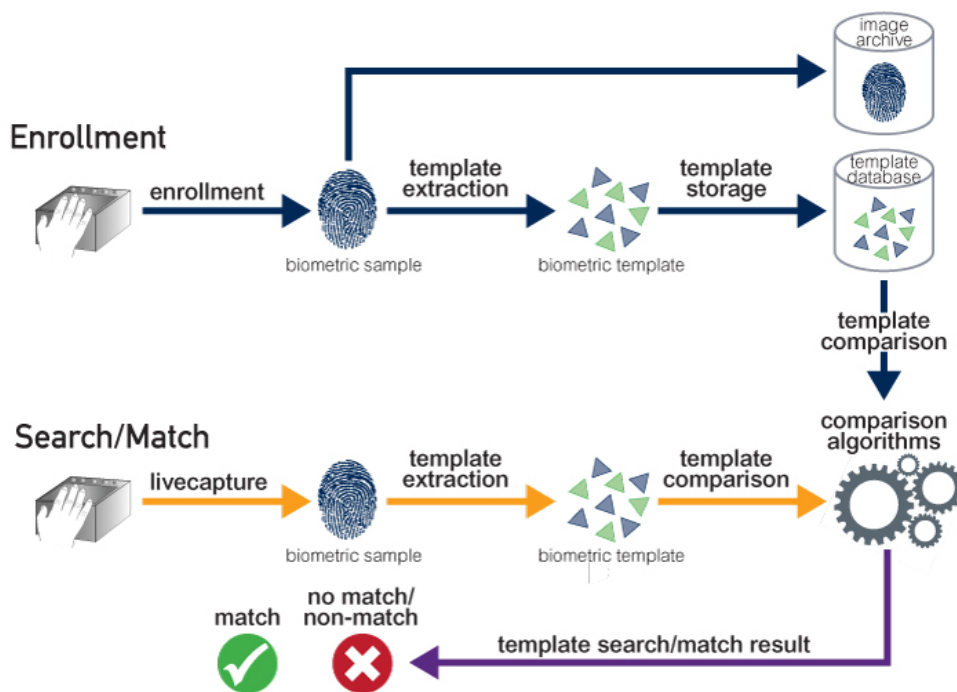 image
archive
Enrollment
enrollment
template
extraction
template
storage
template
database
biometric sample
biometric template
template
comparison
Search/Match
comparison
algorithms
livecapture
template
extraction
template
comparison
biometric sample
biometric template
match
no match/
non-match
template search/match result